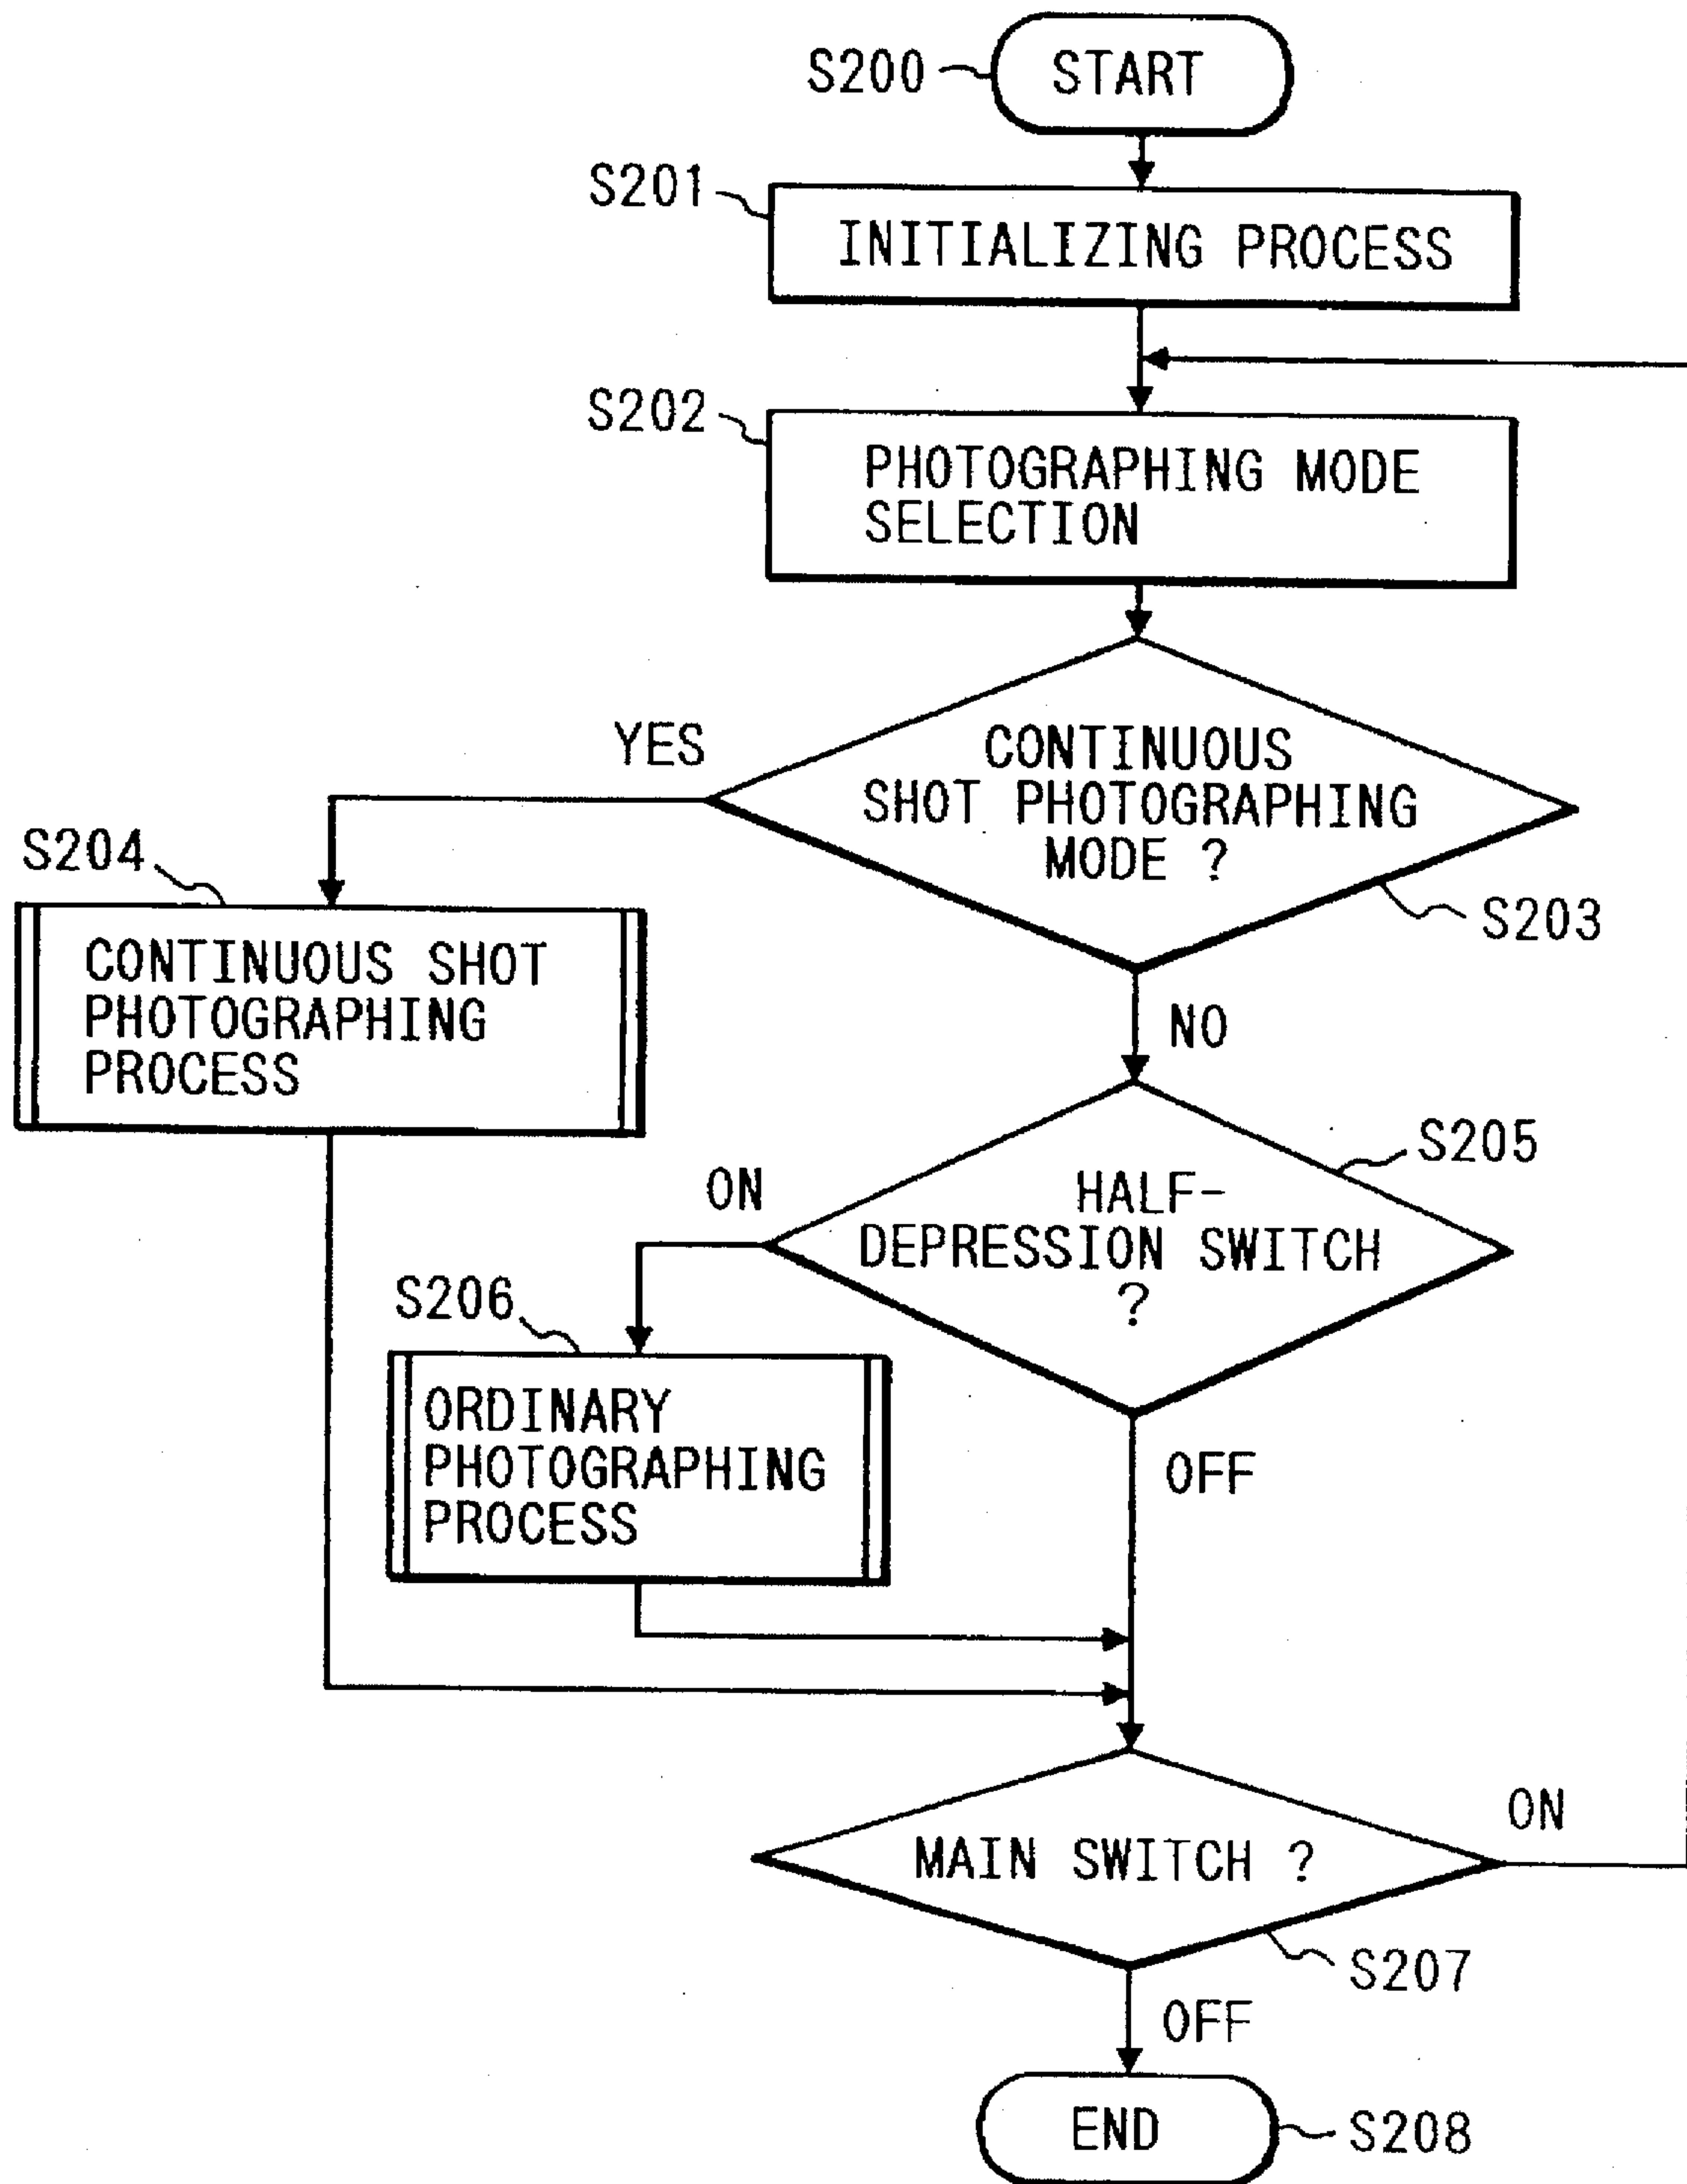 S200
START
S201
INITIALIZING PROCESS
S202
PHOTOGRAPHING MODE
SELECTION
YES
CONTINUOUS
SHOT PHOTOGRAPHING
MODE ?
S203
S204
CONTINUOUS SHOT
PHOTOGRAPHING
PROCESS
NO
S205
ON
HALF-
DEPRESSION SWITCH
?
S206
ORDINARY
PHOTOGRAPHING
PROCESS
OFF
MAIN SWITCH ?
ON
S207
OFF
END
S208